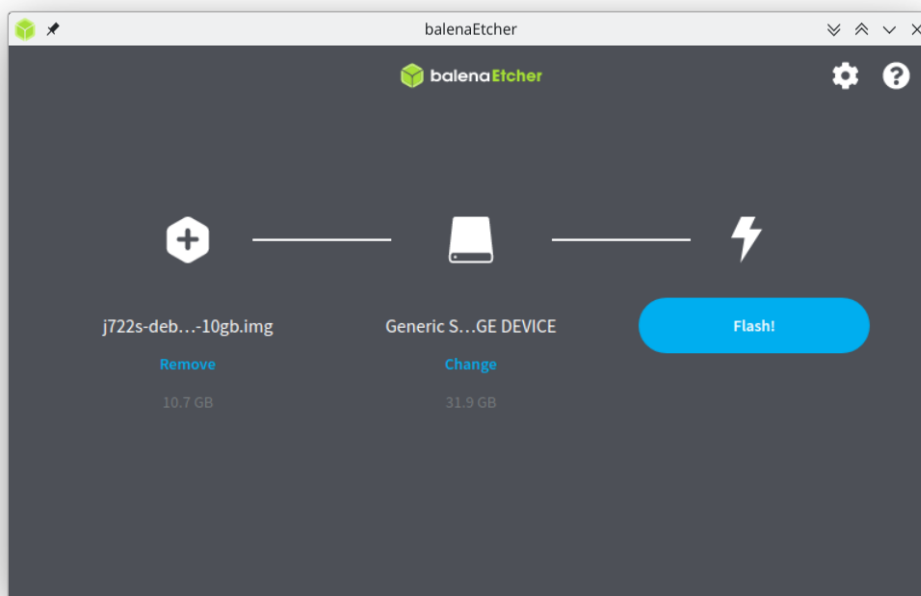 balenaEtcher
balenaEtcher
j722s-deb...-10gb.img
Generic S...GE DEVICE
Flash!
Remove
Change
10.7 GB
31.9 GB